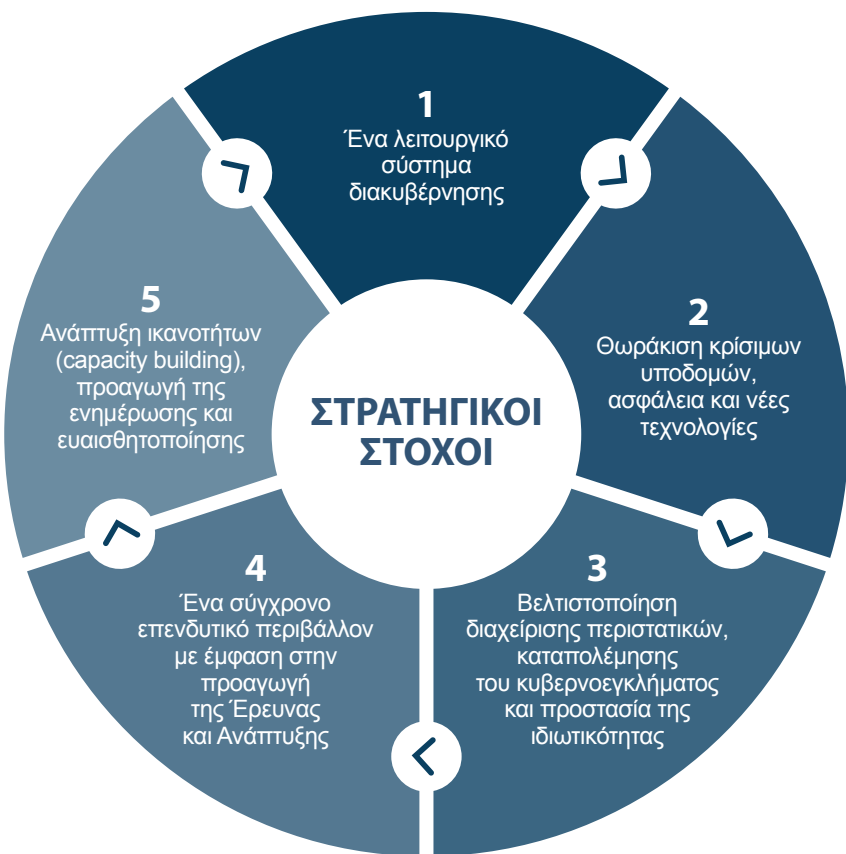 ΣΤΡΑΤΗΓΙΚΟΙ
ΣΤΟΧΟΙ
1
Ένα λειτουργικό
σύστημα
διακυβέρνησης
2
Θωράκιση κρίσιμων
υποδομών,
ασφάλεια και νέες
τεχνολογίες
3
Βελτιστοποίηση
διαχείρισης περιστατικών,
καταπολέμησης
του κυβερνοεγκλήματος
και προστασία της
ιδιωτικότητας
4
Ένα σύγχρονο
επενδυτικό περιβάλλον
με έμφαση στην
προαγωγή
της Έρευνας
και Ανάπτυξης
5
Ανάπτυξη ικανοτήτων
(capacity building),
προαγωγή της
ενημέρωσης και
ευαισθητοποίησης